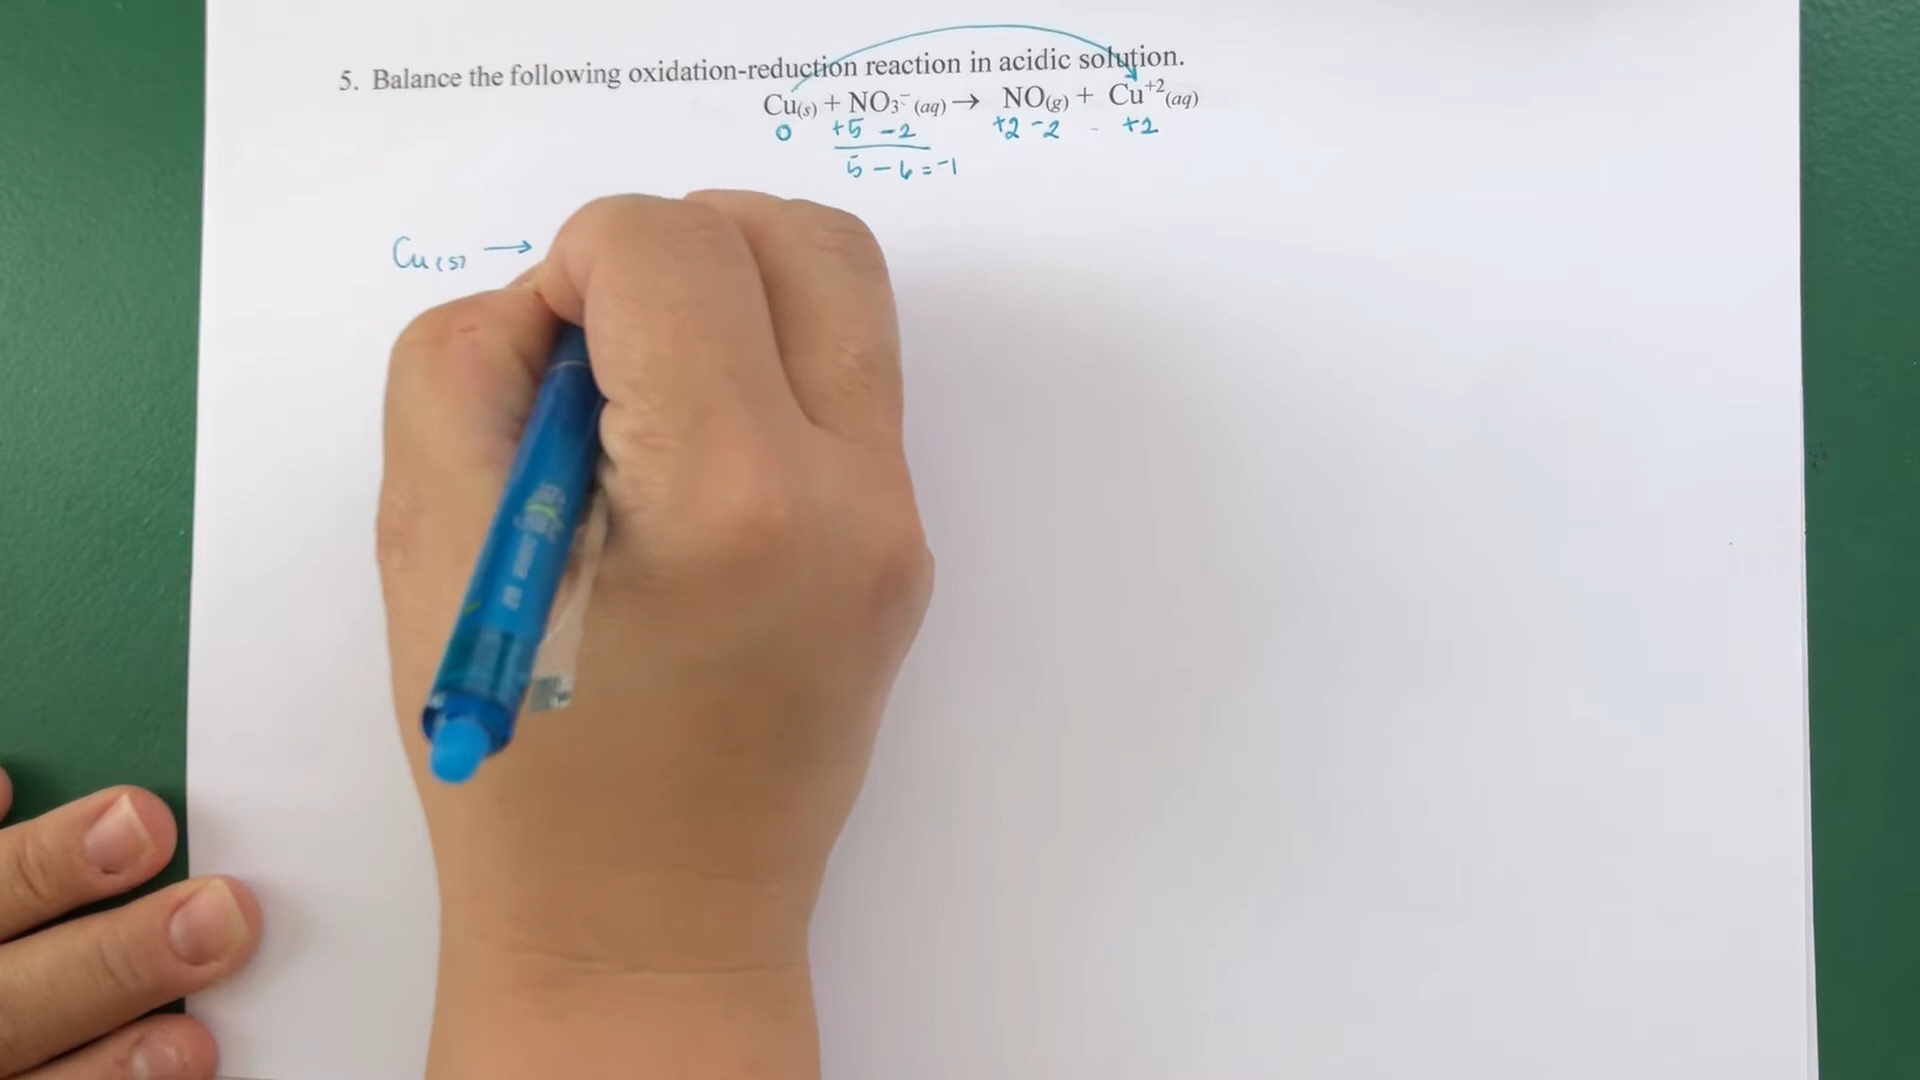 5. Balance the following oxidation-reduction reaction in acidic solution.
Cu(s) + NO₃⁻ (aq) → NO(g) + Cu⁺²(aq)
0 +5 -2 +2 -2 +2
5 - 6 = -1
Cu(s) →